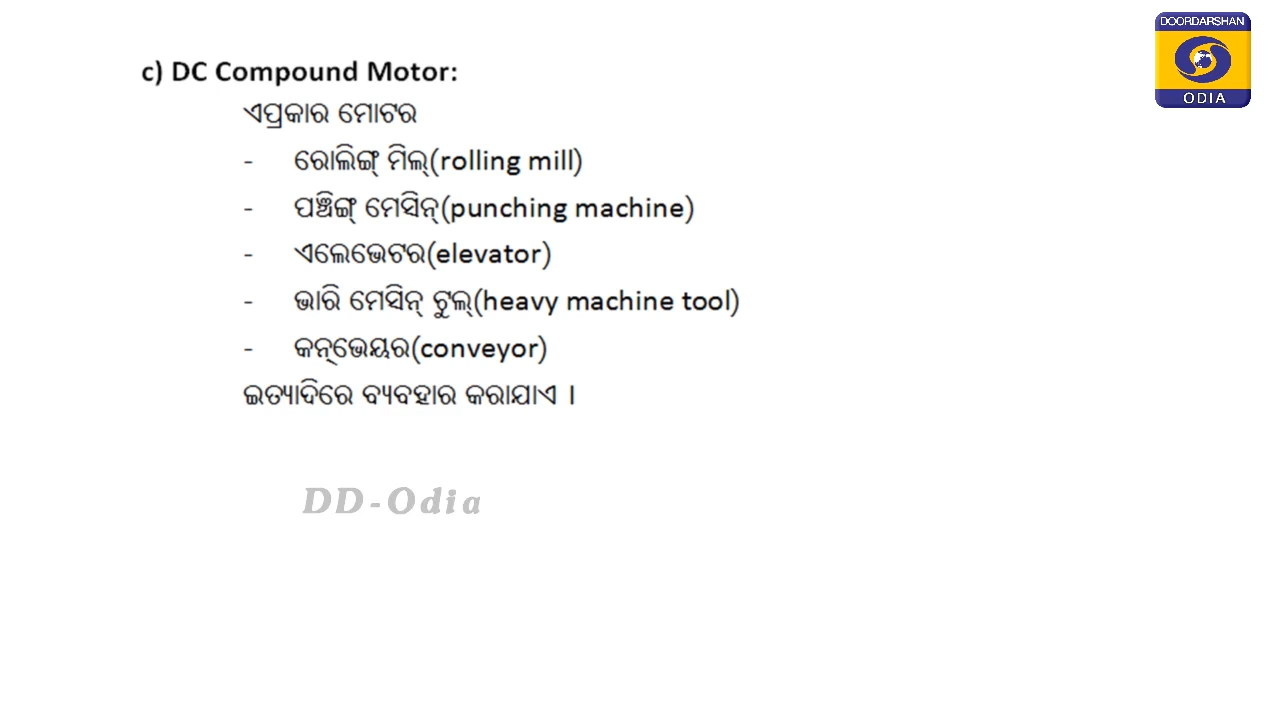 DOORDARSHAN
ODIA
c) DC Compound Motor:
ଏପ୍ରକାର ମୋଟର
- ରୋଲିଙ୍ଗ୍ ମିଲ୍(rolling mill)
- ପଞ୍ଚିଙ୍ଗ୍ ମେସିନ୍(punching machine)
- ଏଲେଭେଟର(elevator)
- ଭାରି ମେସିନ୍ ଟୁଲ୍(heavy machine tool)
- କନ୍‌ଭେୟର(conveyor)
ଇତ୍ୟାଦିରେ ବ୍ୟବହାର କରାଯାଏ ।
DD-Odia